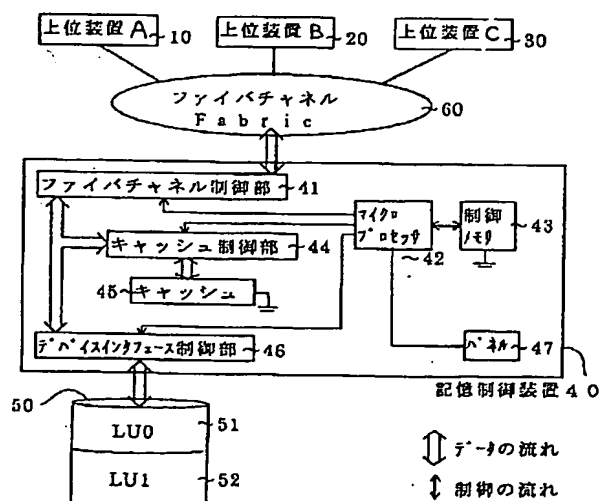 上位装置A 10
上位装置B 20
上位装置C 30
ファイバチャネル
Fabric
60
ファイバチャネル制御部 41
マイクロ
プロセッサ
42
制御
メモリ
43
キャッシュ制御部 44
45 キャッシュ
デバイスインタフェース制御部 46
パネル 47
記憶制御装置40
50
LU0 51
LU1 52
データの流れ
制御の流れ